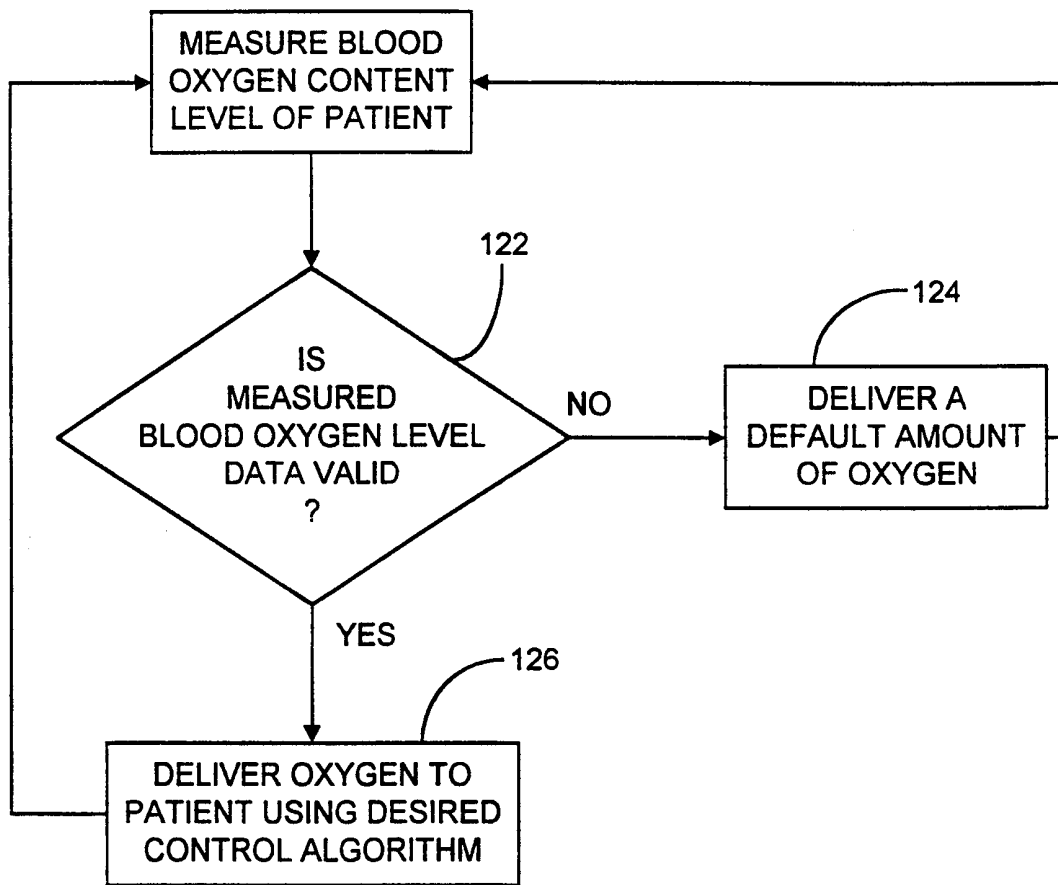 MEASURE BLOOD
OXYGEN CONTENT
LEVEL OF PATIENT
122
IS
MEASURED
BLOOD OXYGEN LEVEL
DATA VALID
?
NO
124
DELIVER A
DEFAULT AMOUNT
OF OXYGEN
YES
126
DELIVER OXYGEN TO
PATIENT USING DESIRED
CONTROL ALGORITHM